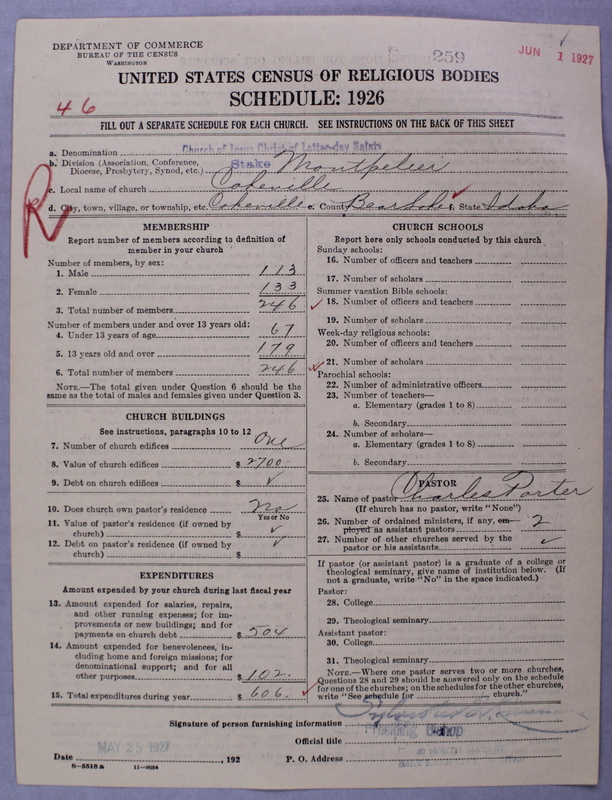 DEPARTMENT OF COMMERCE
BUREAU OF THE CENSUS
WASHINGTON
259
JUN 1 1927
UNITED STATES CENSUS OF RELIGIOUS BODIES
SCHEDULE: 1926
46
FILL OUT A SEPARATE SCHEDULE FOR EACH CHURCH. SEE INSTRUCTIONS ON THE BACK OF THIS SHEET
a. Denomination Church of Jesus Christ of Latter-day Saints
b. Division (Association, Conference, Diocese, Presbytery, Synod, etc.) Stake Montpelier
c. Local name of church Cokeville
d. City, town, village, or township, etc. Cokeville e. County Bear Lake f. State Idaho
R
MEMBERSHIP
Report number of members according to definition of
member in your church
Number of members, by sex:
1. Male 113
2. Female 133
3. Total number of members 246
Number of members under and over 13 years old:
4. Under 13 years of age 67
5. 13 years old and over 179
6. Total number of members 246
NOTE.—The total given under Question 6 should be the
same as the total of males and females given under Question 3.
CHURCH BUILDINGS
See instructions, paragraphs 10 to 12
7. Number of church edifices One
8. Value of church edifices $ 2700
9. Debt on church edifices $
10. Does church own pastor's residence No
Yes or No
11. Value of pastor's residence (if owned by
church) $
12. Debt on pastor's residence (if owned by
church) $
EXPENDITURES
Amount expended by your church during last fiscal year
13. Amount expended for salaries, repairs,
and other running expenses; for im-
provements or new buildings; and for
payments on church debt $ 504
14. Amount expended for benevolences, in-
cluding home and foreign missions; for
denominational support; and for all
other purposes $ 102.
15. Total expenditures during year $ 606.
CHURCH SCHOOLS
Report here only schools conducted by this church
Sunday schools:
16. Number of officers and teachers
17. Number of scholars
Summer vacation Bible schools:
18. Number of officers and teachers
19. Number of scholars
Week-day religious schools:
20. Number of officers and teachers
21. Number of scholars
Parochial schools:
22. Number of administrative officers
23. Number of teachers—
a. Elementary (grades 1 to 8)
b. Secondary
24. Number of scholars—
a. Elementary (grades 1 to 8)
b. Secondary
PASTOR
25. Name of pastor Charles Porter
(If church has no pastor, write "None")
26. Number of ordained ministers, if any, em-
ployed as assistant pastors 2
27. Number of other churches served by the
pastor or his assistants
If pastor (or assistant pastor) is a graduate of a college or
theological seminary, give name of institution below. (If
not a graduate, write "No" in the space indicated.)
Pastor:
28. College
29. Theological seminary
Assistant pastor:
30. College
31. Theological seminary
NOTE.—Where one pastor serves two or more churches,
Questions 28 and 29 should be answered only on the schedule
for one of the churches; on the schedules for the other churches,
write "See schedule for church."
Signature of person furnishing information
Official title Presiding Bishop
Date MAY 25 1927, 192 P. O. Address
8—5518 a 11—9054